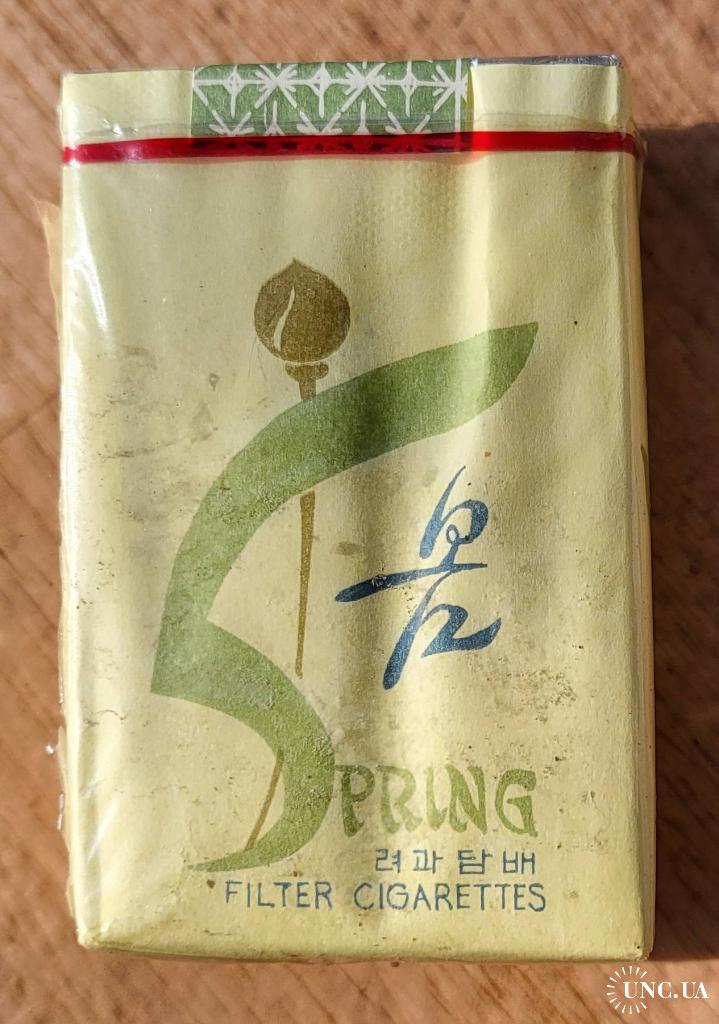 봄
SPRING
려과담배
FILTER CIGARETTES
UNC.UA